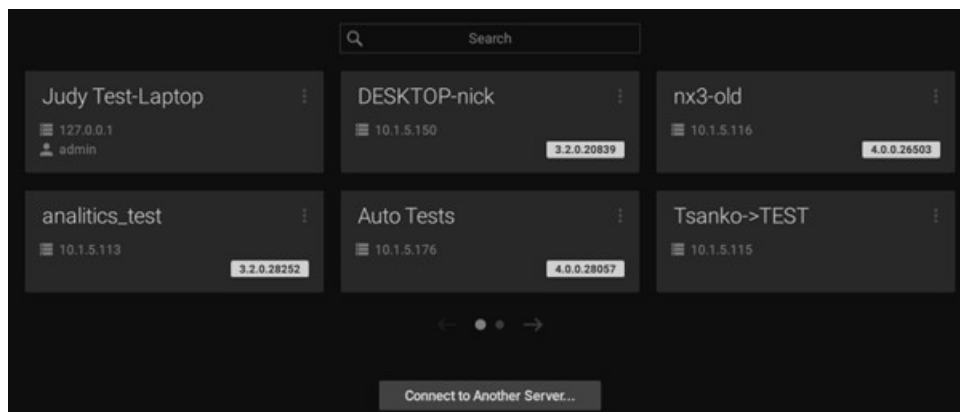 Search
Judy Test-Laptop
127.0.0.1
admin
DESKTOP-nick
10.1.5.150
3.2.0.20839
nx3-old
10.1.5.116
4.0.0.26503
analitics_test
10.1.5.113
3.2.0.28252
Auto Tests
10.1.5.176
4.0.0.28057
Tsanko->TEST
10.1.5.115
Connect to Another Server...